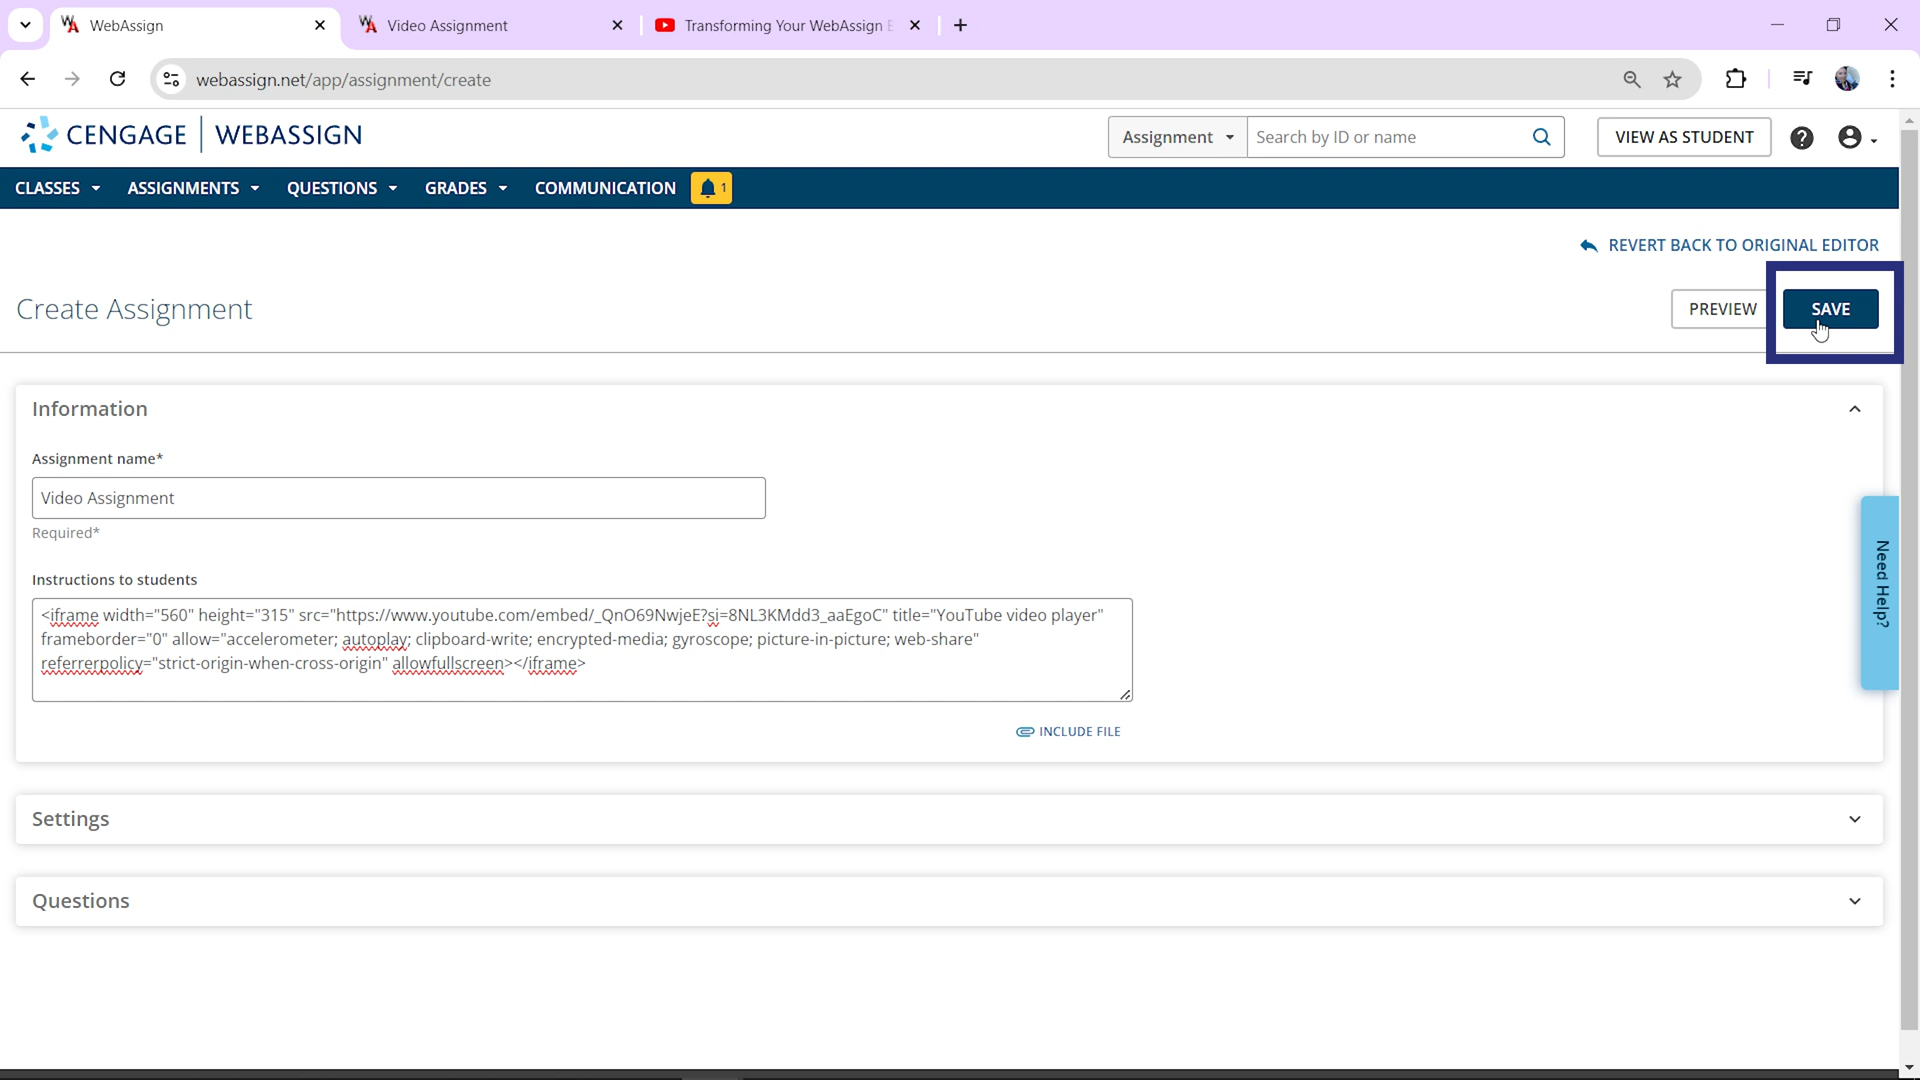 WebAssign
Video Assignment
Transforming Your WebAssign
webassign.net/app/assignment/create
CENGAGE | WEBASSIGN
Assignment
Search by ID or name
VIEW AS STUDENT
CLASSES
ASSIGNMENTS
QUESTIONS
GRADES
COMMUNICATION
1
REVERT BACK TO ORIGINAL EDITOR
Create Assignment
PREVIEW
SAVE
Information
Assignment name*
Video Assignment
Required*
Instructions to students
<iframe width="560" height="315" src="https://www.youtube.com/embed/_QnO69NwjeE?si=8NL3KMdd3_aaEgoC" title="YouTube video player"
frameborder="0" allow="accelerometer; autoplay; clipboard-write; encrypted-media; gyroscope; picture-in-picture; web-share"
referrerpolicy="strict-origin-when-cross-origin" allowfullscreen></iframe>
INCLUDE FILE
Need Help?
Settings
Questions